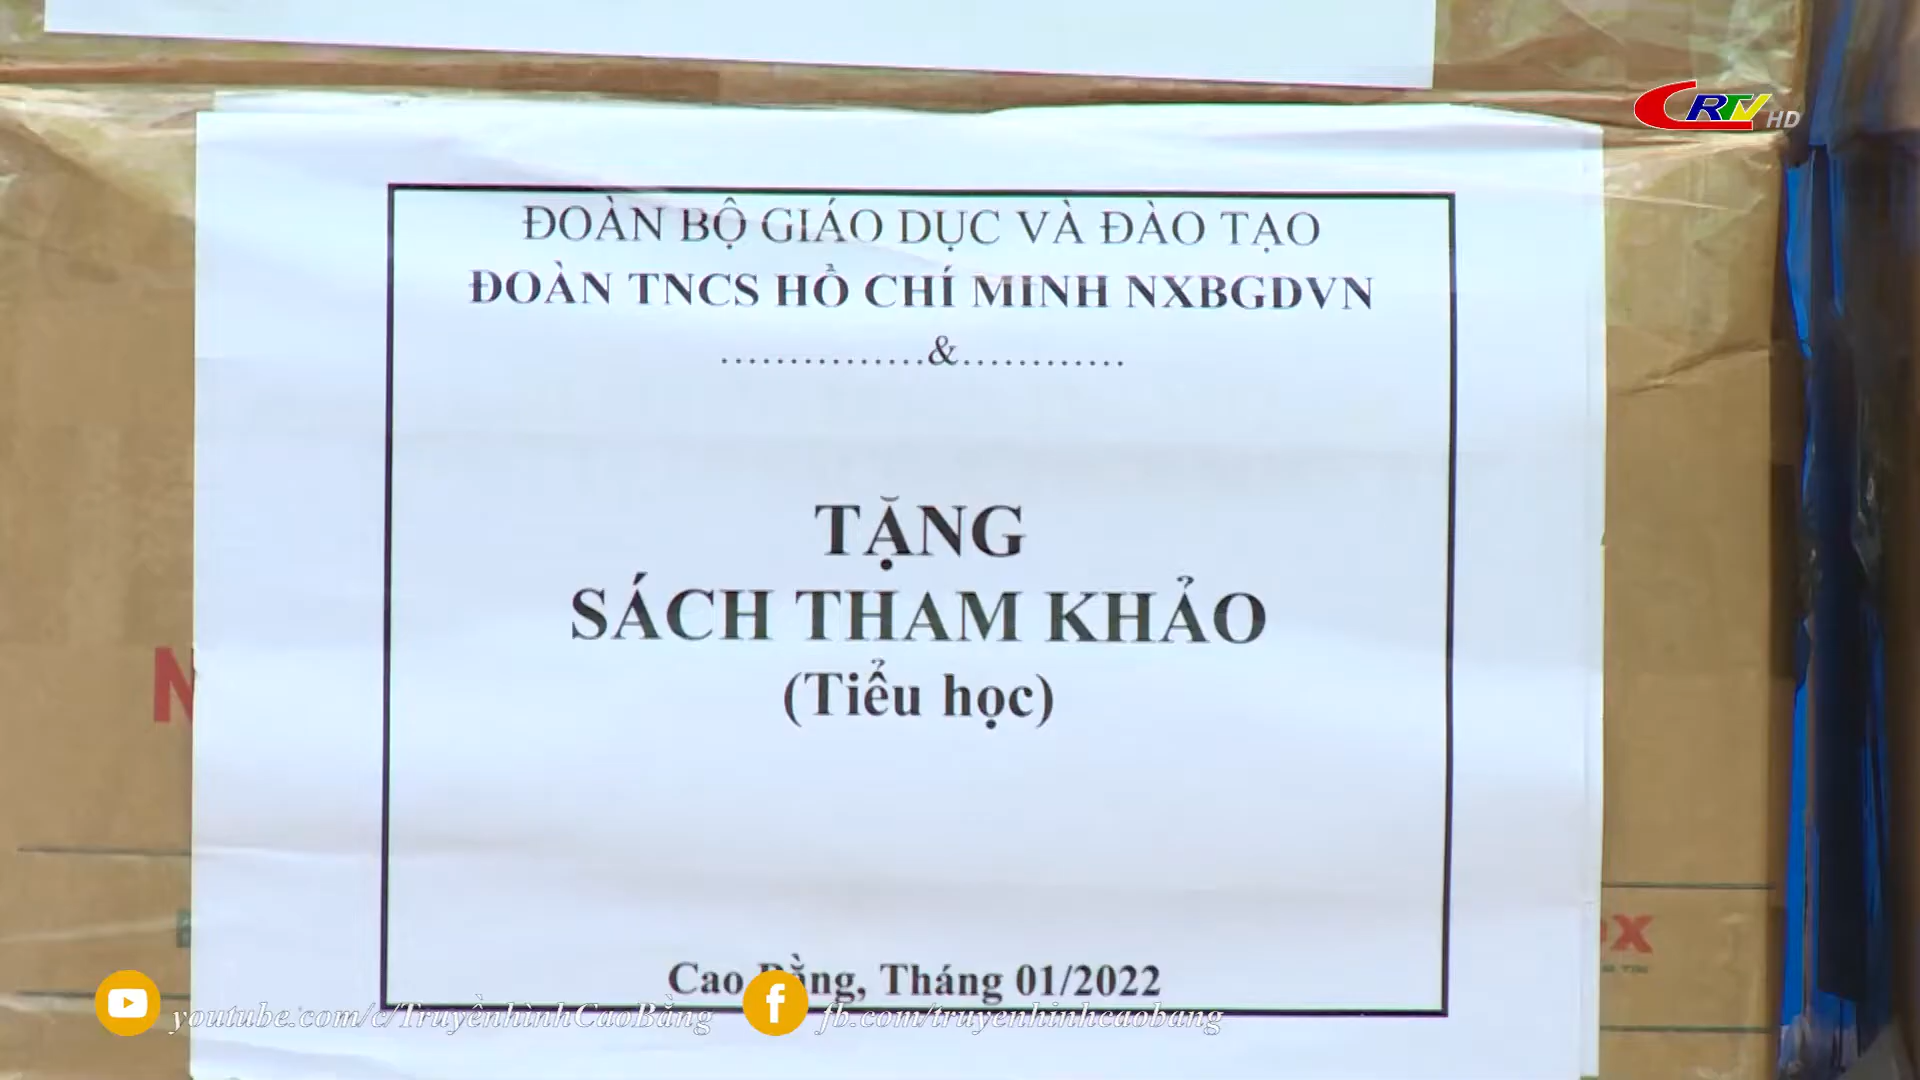 CRTV HD
ĐOÀN BỘ GIÁO DỤC VÀ ĐÀO TẠO
ĐOÀN TNCS HỒ CHÍ MINH NXBGDVN
...............&............
TẶNG
SÁCH THAM KHẢO
(Tiểu học)
Cao Bằng, Tháng 01/2022
youtube.com/c/TruyềnhìnhCaoBằng
fb.com/truyenhinhcaobang